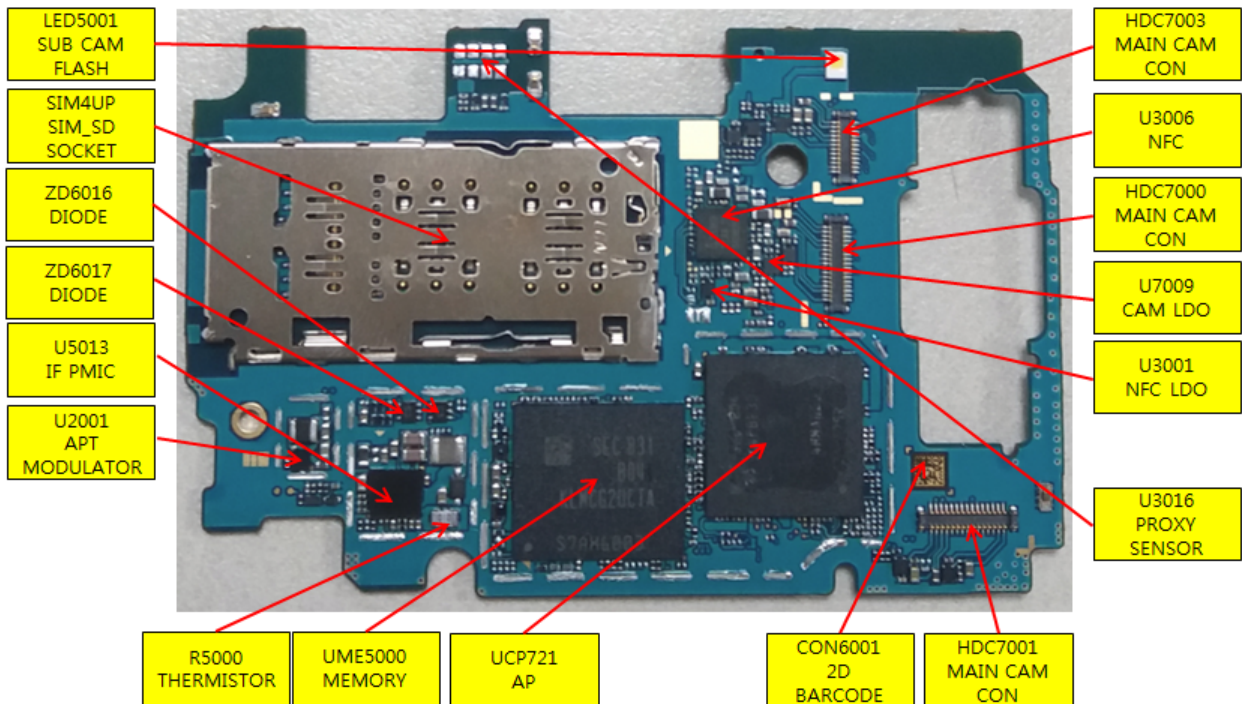 LED5001
SUB CAM
FLASH
SIM4UP
SIM_SD
SOCKET
ZD6016
DIODE
ZD6017
DIODE
U5013
IF PMIC
U2001
APT
MODULATOR
HDC7003
MAIN CAM
CON
U3006
NFC
HDC7000
MAIN CAM
CON
U7009
CAM LDO
U3001
NFC LDO
U3016
PROXY
SENSOR
SEC 831
R5000
THERMISTOR
UME5000
MEMORY
UCP721
AP
CON6001
2D
BARCODE
HDC7001
MAIN CAM
CON